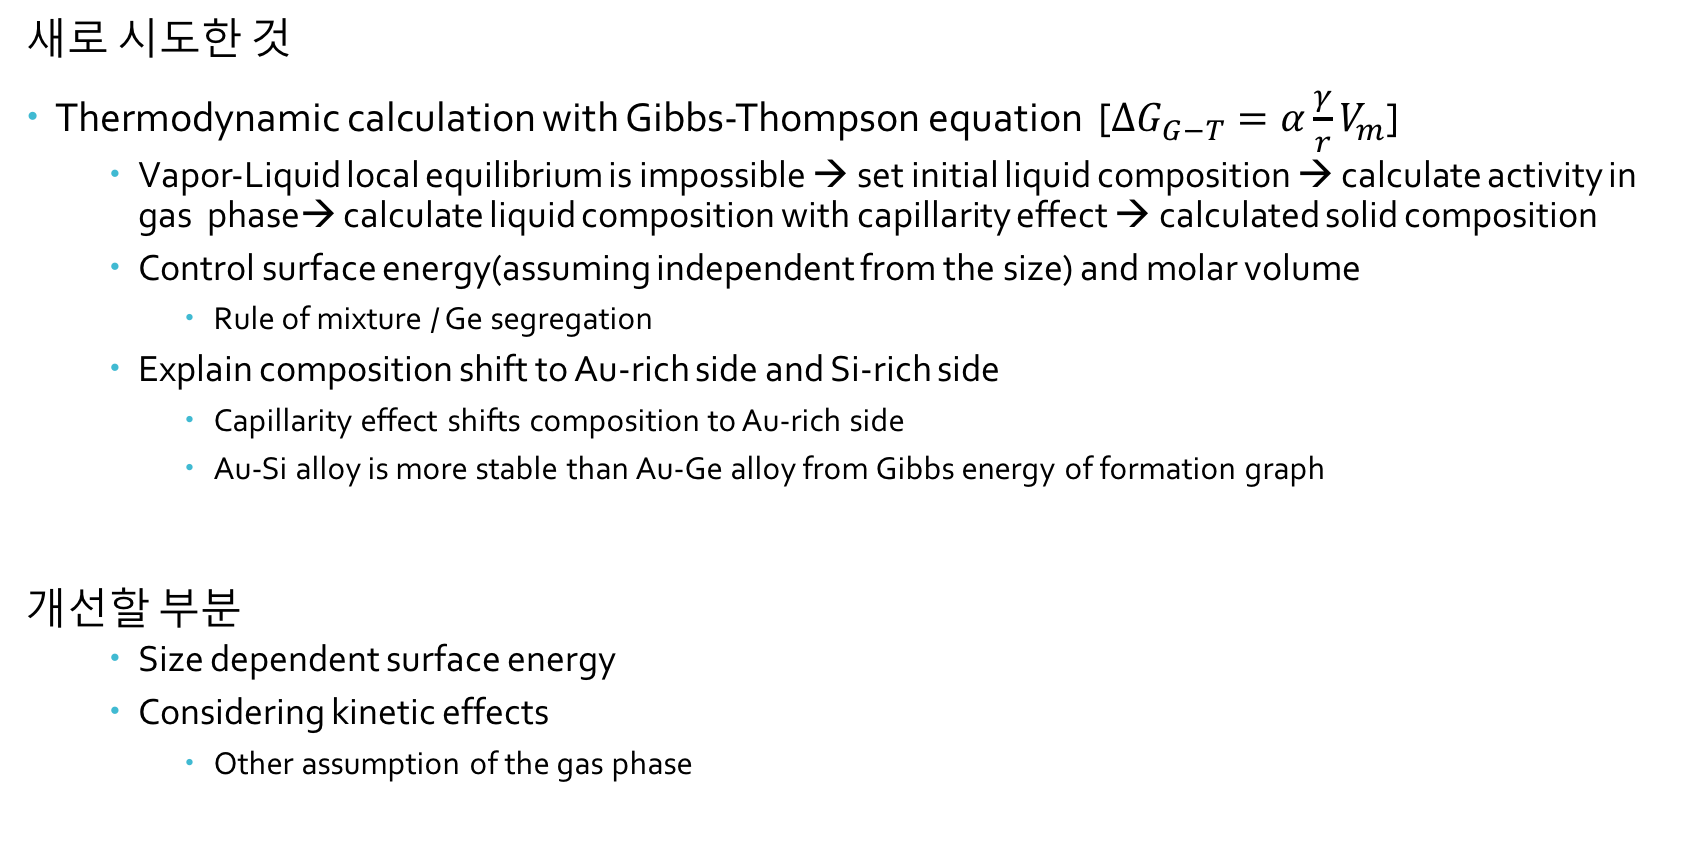 새로 시도한 것
• Thermodynamic calculation with Gibbs-Thompson equation [ΔG_{G−T} = α \frac{γ}{r} V_m]
• Vapor-Liquid local equilibrium is impossible → set initial liquid composition → calculate activity in
gas phase→ calculate liquid composition with capillarity effect → calculated solid composition
• Control surface energy(assuming independent from the size) and molar volume
• Rule of mixture / Ge segregation
• Explain composition shift to Au-rich side and Si-rich side
• Capillarity effect shifts composition to Au-rich side
• Au-Si alloy is more stable than Au-Ge alloy from Gibbs energy of formation graph
개선할 부분
• Size dependent surface energy
• Considering kinetic effects
• Other assumption of the gas phase